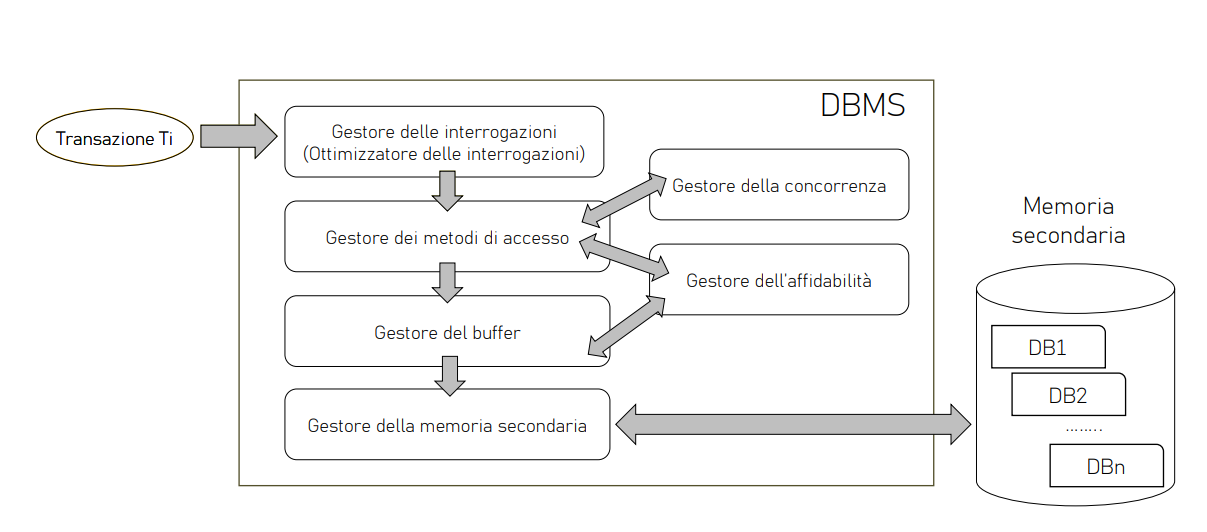 DBMS
Transazione Ti
Gestore delle interrogazioni
(Ottimizzatore delle interrogazioni)
Gestore della concorrenza
Gestore dei metodi di accesso
Gestore dell'affidabilità
Gestore del buffer
Gestore della memoria secondaria
Memoria
secondaria
DB1
DB2
........
DBn